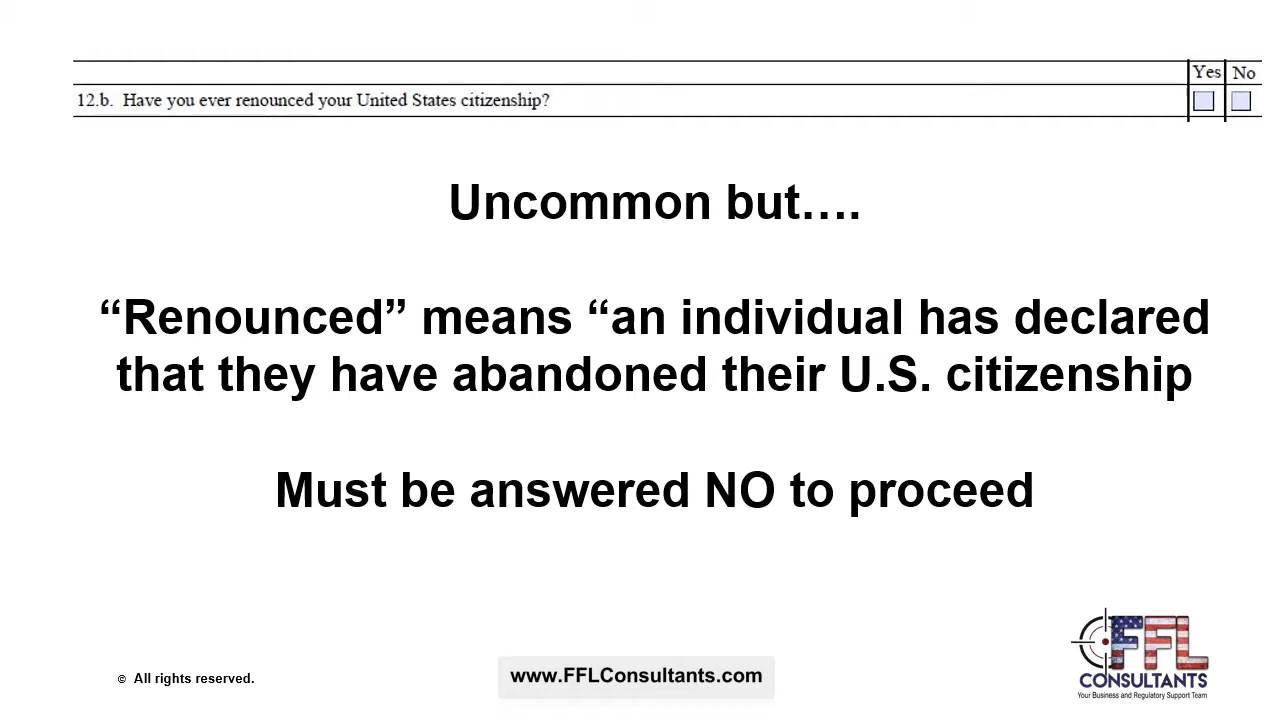 Yes No
12.b. Have you ever renounced your United States citizenship?
Uncommon but….
“Renounced” means “an individual has declared
that they have abandoned their U.S. citizenship
Must be answered NO to proceed
FFL
CONSULTANTS
Your Business and Regulatory Support Team
© All rights reserved.
www.FFLConsultants.com